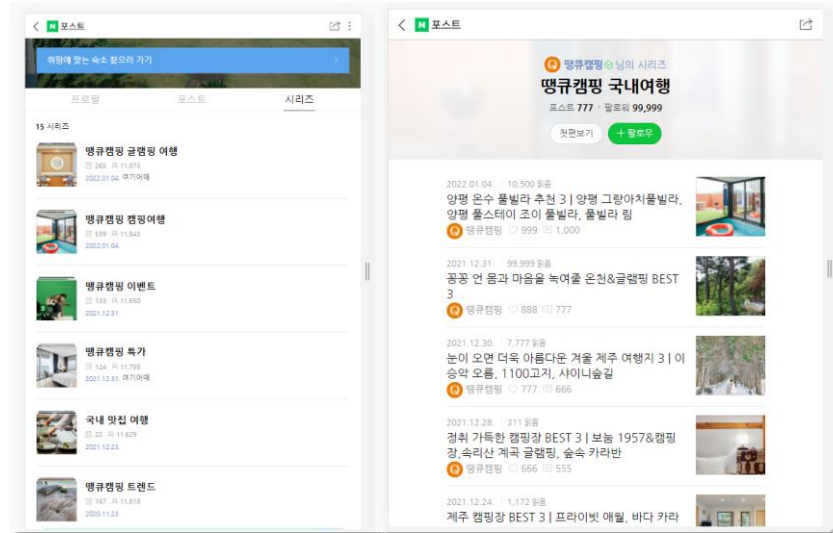 포스트
취향에 맞는 숙소 찾으러 가기
프로필 포스트 시리즈
15 시리즈
땡큐캠핑 글램핑 여행
265 11,673
2022.01.04. 여기어때
땡큐캠핑 캠핑여행
539 11,643
2022.01.04.
땡큐캠핑 이벤트
133 11,650
2021.12.31.
땡큐캠핑 특가
104 11,755
2021.12.31. 여기어때
국내 맛집 여행
22 11,629
2021.12.23.
땡큐캠핑 트렌드
167 11,618
2020.11.23.
포스트
땡큐캠핑 님의 시리즈
땡큐캠핑 국내여행
포스트 777 · 팔로워 99,999
첫편보기 + 팔로우
2022.01.04. 10,500 읽음
양평 온수 풀빌라 추천 3 | 양평 그랑아치풀빌라,
양평 풀스테이 조이 풀빌라, 풀빌라 림
땡큐캠핑 999 1,000
2021.12.31. 99,999 읽음
꽁꽁 언 몸과 마음을 녹여줄 온천&글램핑 BEST
3
땡큐캠핑 888 777
2021.12.30. 7,777 읽음
눈이 오면 더욱 아름다운 겨울 제주 여행지 3 | 이
승악 오름, 1100고지, 샤이니숲길
땡큐캠핑 777 666
2021.12.28. 311 읽음
정취 가득한 캠핑장 BEST 3 | 보눔 1957&캠핑
장,속리산 계곡 글램핑, 숲속 카라반
땡큐캠핑 666 555
2021.12.24. 1,172 읽음
제주 캠핑장 BEST 3 | 프라이빗 애월, 바다 카라